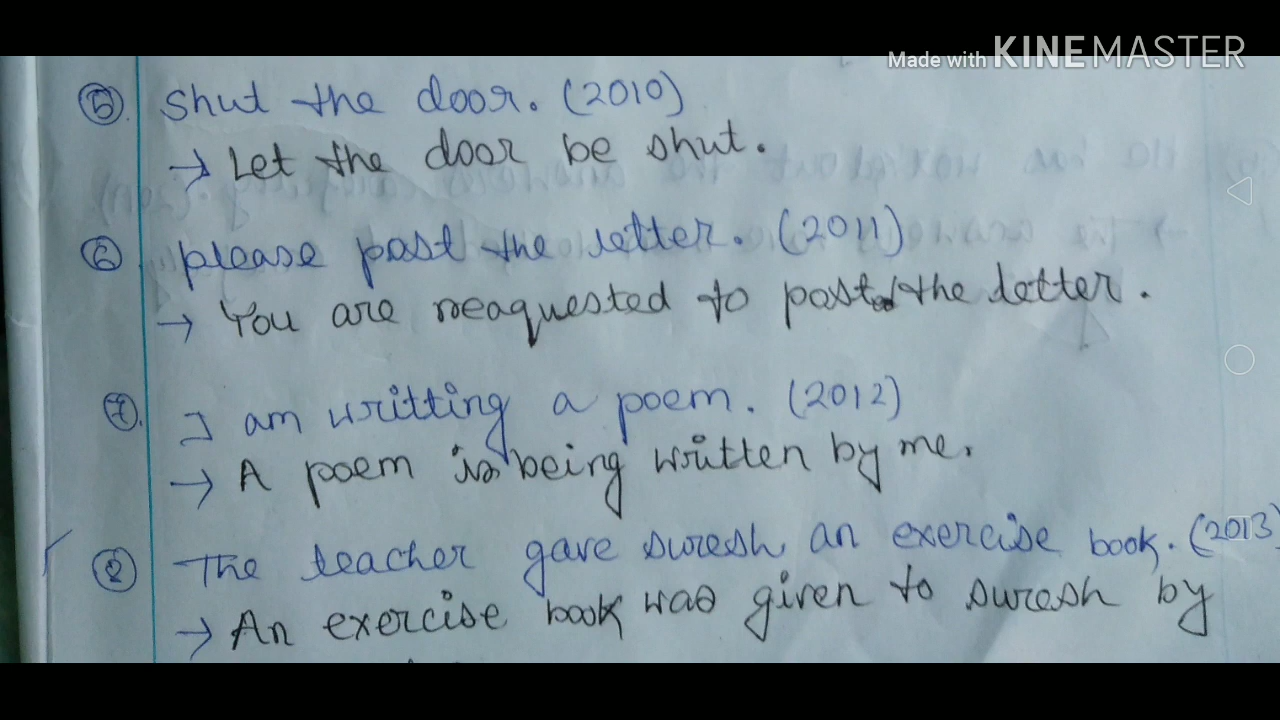 Made with KINEMASTER
⑤. Shut the door. (2010)
→ Let the door be shut.
⑥ please post the letter. (2011)
→ You are reaquested to post the letter.
⑦. I am writting a poem. (2012)
→ A poem is being written by me.
⑧ The teacher gave suresh an exercise book. (2013)
→ An exercise book was given to suresh by